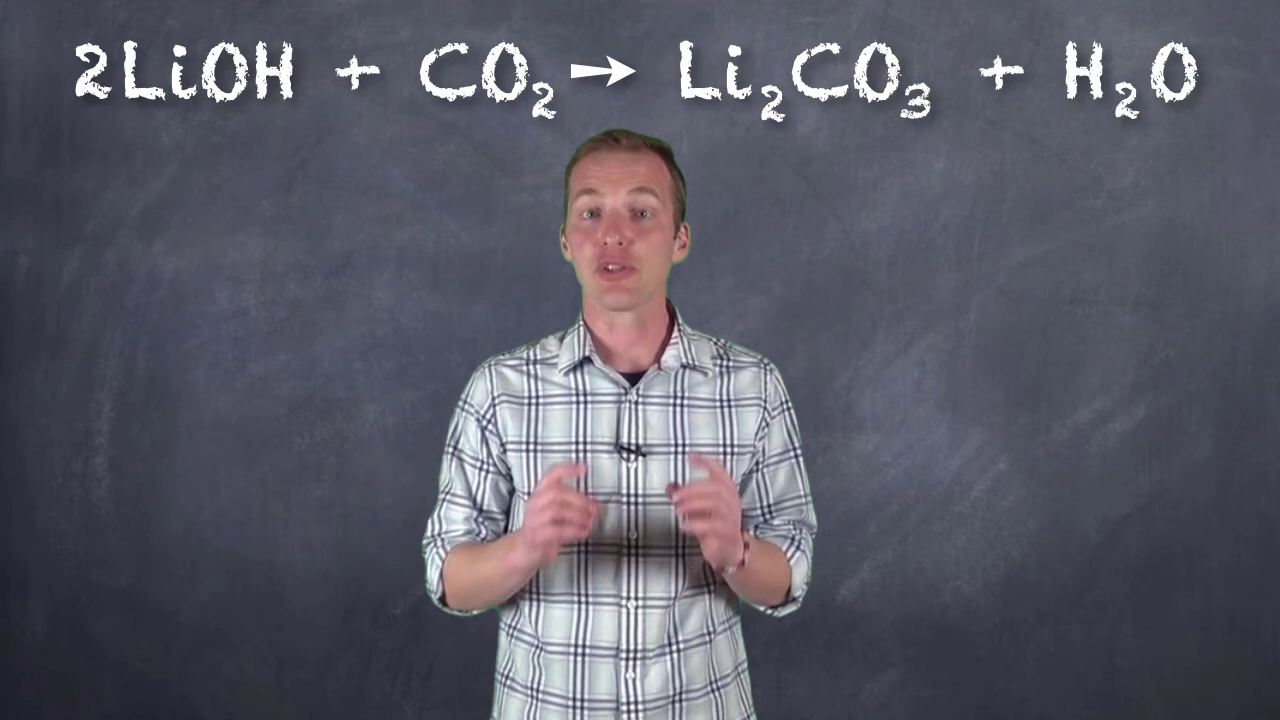 2LiOH + CO₂ → Li₂CO₃ + H₂O